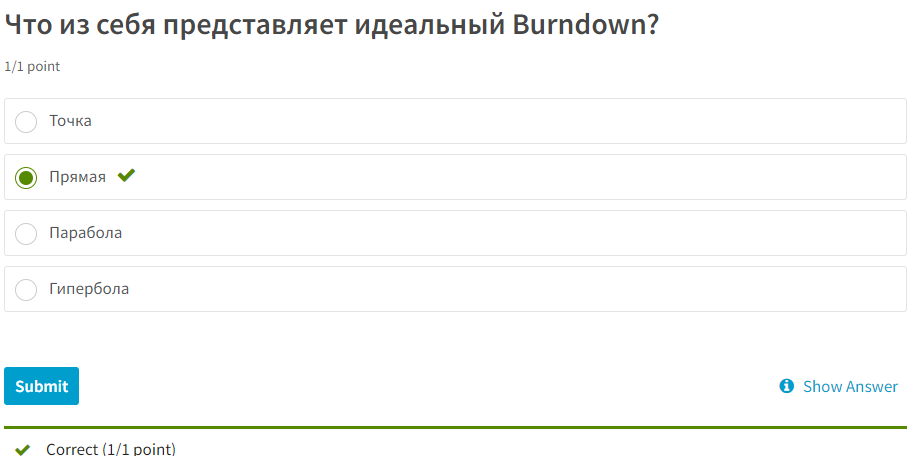 Что из себя представляет идеальный Burndown?
1/1 point
Точка
Прямая
Парабола
Гипербола
Submit
Show Answer
Correct (1/1 point)